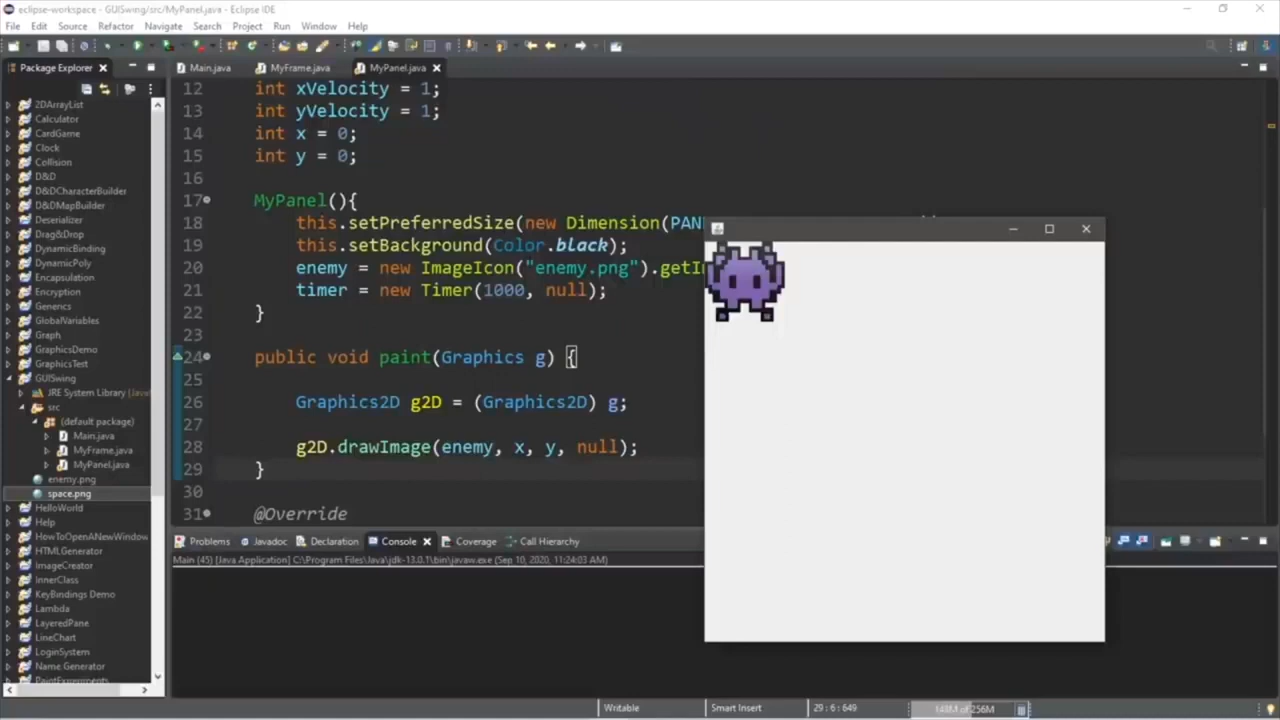 eclipse-workspace - GUISwing/src/MyPanel.java - Eclipse IDE
File Edit Source Refactor Navigate Search Project Run Window Help
Package Explorer
Main.java MyFrame.java MyPanel.java
2DArrayList
Calculator
CardGame
Clock
Collision
D&D
D&DCharacterBuilder
D&DMapBuilder
Deserializer
Drag&Drop
DynamicBinding
DynamicPoly
Encapsulation
Encryption
Generics
GlobalVariables
Graph
GraphicsDemo
GraphicsTest
GUISwing
JRE System Library [Java
src
(default package)
Main.java
MyFrame.java
MyPanel.java
enemy.png
space.png
HelloWorld
Help
HowToOpenANewWindow
HTMLGenerator
ImageCreator
InnerClass
KeyBindings Demo
Lambda
LayeredPane
LineChart
LoginSystem
Name Generator
PaintExperiments
12 int xVelocity = 1;
13 int yVelocity = 1;
14 int x = 0;
15 int y = 0;
16
17 MyPanel(){
18 this.setPreferredSize(new Dimension(PAN
19 this.setBackground(Color.black);
20 enemy = new ImageIcon("enemy.png").getI
21 timer = new Timer(1000, null);
22 }
23
24 public void paint(Graphics g) {
25
26 Graphics2D g2D = (Graphics2D) g;
27
28 g2D.drawImage(enemy, x, y, null);
29 }
30
31 @Override
Problems Javadoc Declaration Console Coverage Call Hierarchy
Main (45) [Java Application] C:\Program Files\Java\jdk-13.0.1\bin\javaw.exe (Sep 10, 2020, 11:24:03 AM)
Writable Smart Insert 29 : 6 : 649 of 256M